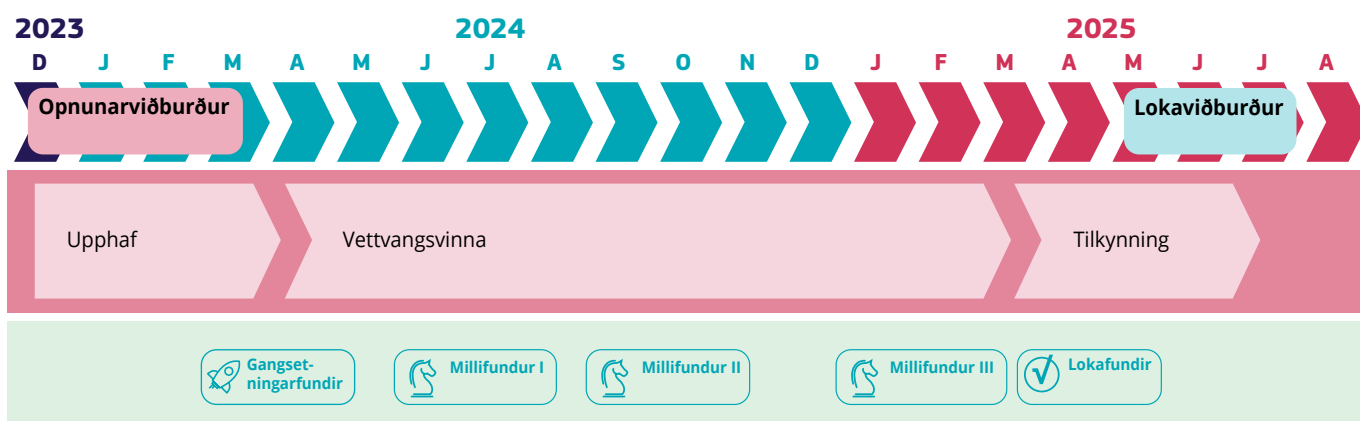 2023 2024 2025
D J F M A M J J A S O N D J F M A M J J A
Opnunarviðburður Lokaviðburður
Upphaf Vettvangsvinna Tilkynning
Gangset-
ningarfundir
Millifundur I Millifundur II Millifundur III Lokafundir